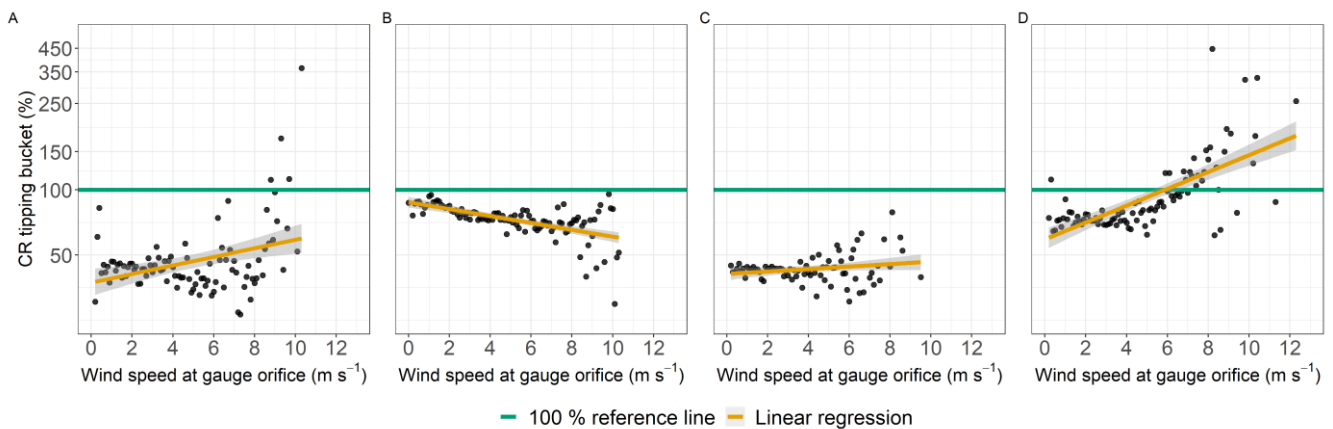 A B C D
CR tipping bucket (%)
450
350
250
150
100
50
0 2 4 6 8 10 12 0 2 4 6 8 10 12 0 2 4 6 8 10 12 0 2 4 6 8 10 12
Wind speed at gauge orifice (m s⁻¹) Wind speed at gauge orifice (m s⁻¹) Wind speed at gauge orifice (m s⁻¹) Wind speed at gauge orifice (m s⁻¹)
100 % reference line Linear regression